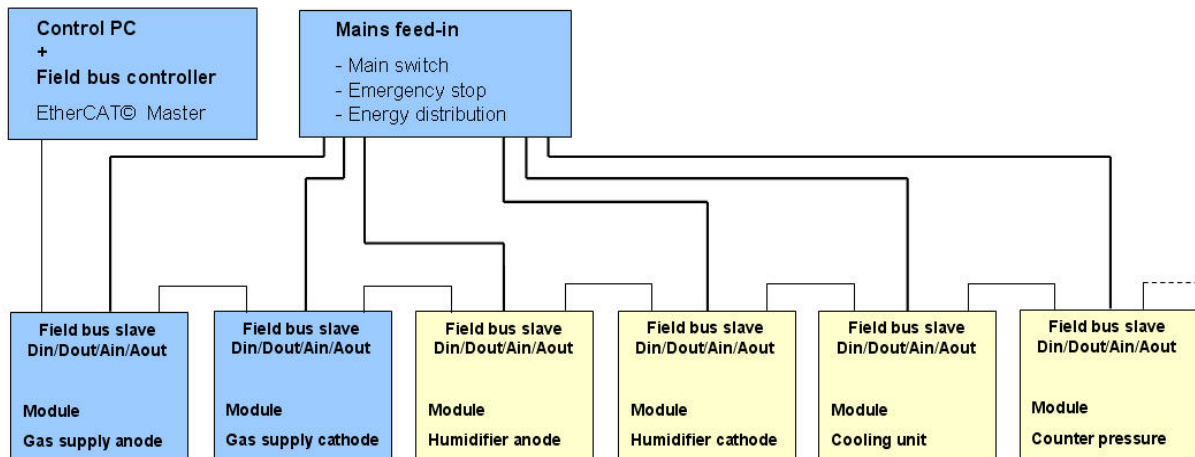 Control PC
+
Field bus controller
EtherCAT© Master
Mains feed-in
- Main switch
- Emergency stop
- Energy distribution
Field bus slave
Din/Dout/Ain/Aout
Module
Gas supply anode
Field bus slave
Din/Dout/Ain/Aout
Module
Gas supply cathode
Field bus slave
Din/Dout/Ain/Aout
Module
Humidifier anode
Field bus slave
Din/Dout/Ain/Aout
Module
Humidifier cathode
Field bus slave
Din/Dout/Ain/Aout
Module
Cooling unit
Field bus slave
Din/Dout/Ain/Aout
Module
Counter pressure